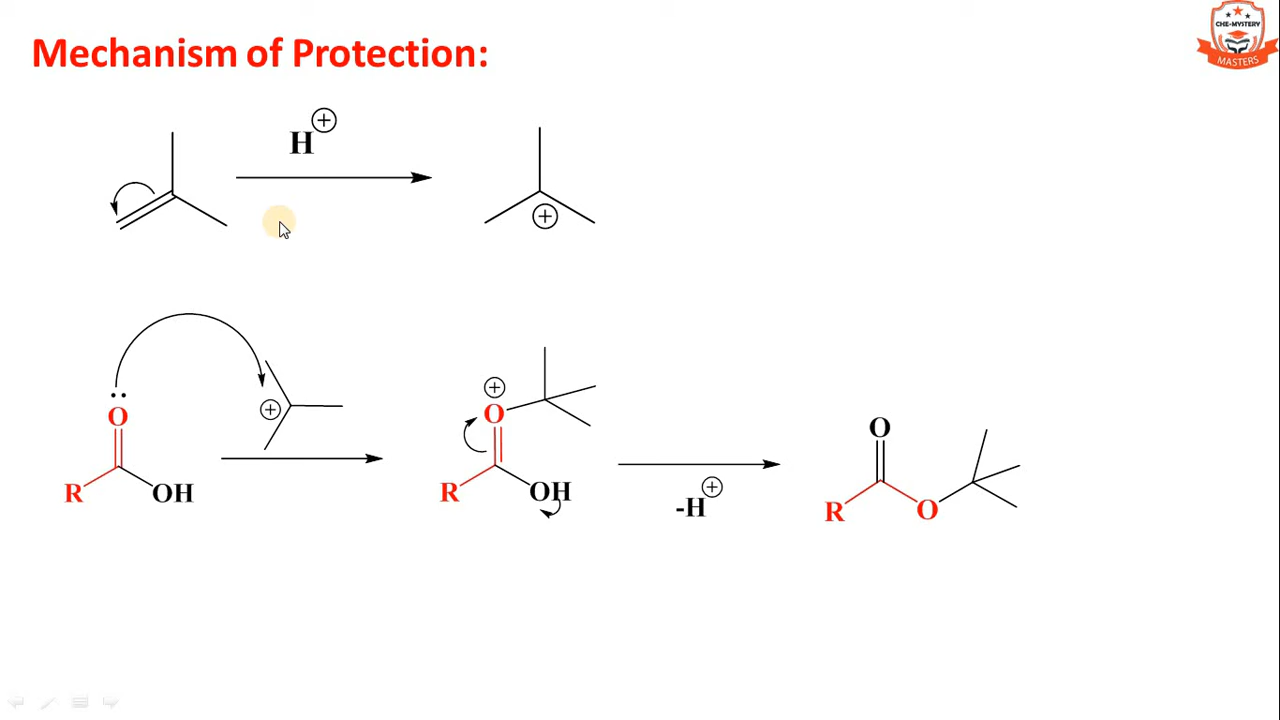 Mechanism of Protection:
CHE-MYSTERY
MASTERS
H⊕
⊕
O
⊕
R
OH
⊕
O
R
OH
-H⊕
O
R
O